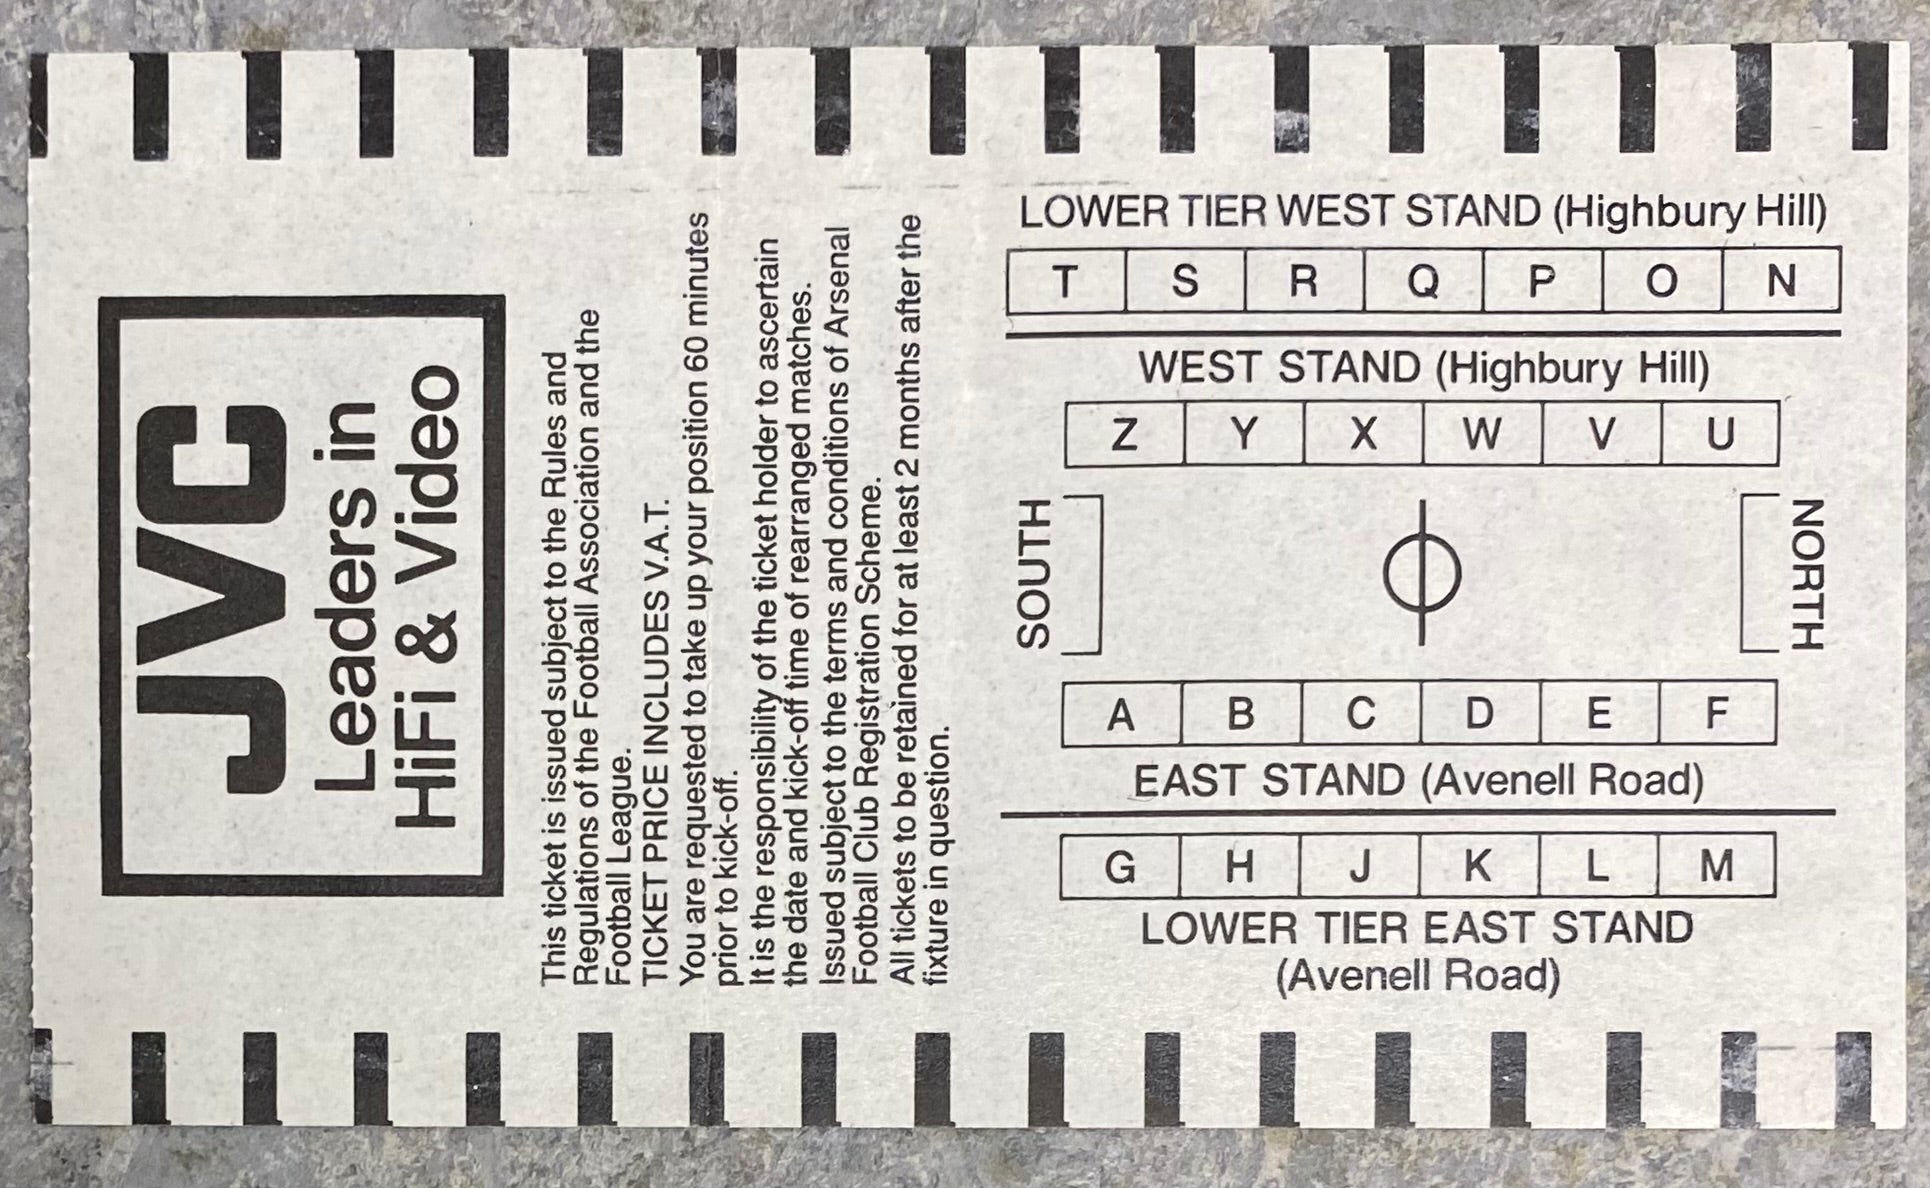 JVC
Leaders in
HiFi & Video
This ticket is issued subject to the Rules and
Regulations of the Football Association and the
Football League.
TICKET PRICE INCLUDES V.A.T.
You are requested to take up your position 60 minutes
prior to kick-off.
It is the responsibility of the ticket holder to ascertain
the date and kick-off time of rearranged matches.
Issued subject to the terms and conditions of Arsenal
Football Club Registration Scheme.
All tickets to be retained for at least 2 months after the
fixture in question.
LOWER TIER WEST STAND (Highbury Hill)
T S R Q P O N
WEST STAND (Highbury Hill)
Z Y X W V U
SOUTH
NORTH
A B C D E F
EAST STAND (Avenell Road)
G H J K L M
LOWER TIER EAST STAND
(Avenell Road)